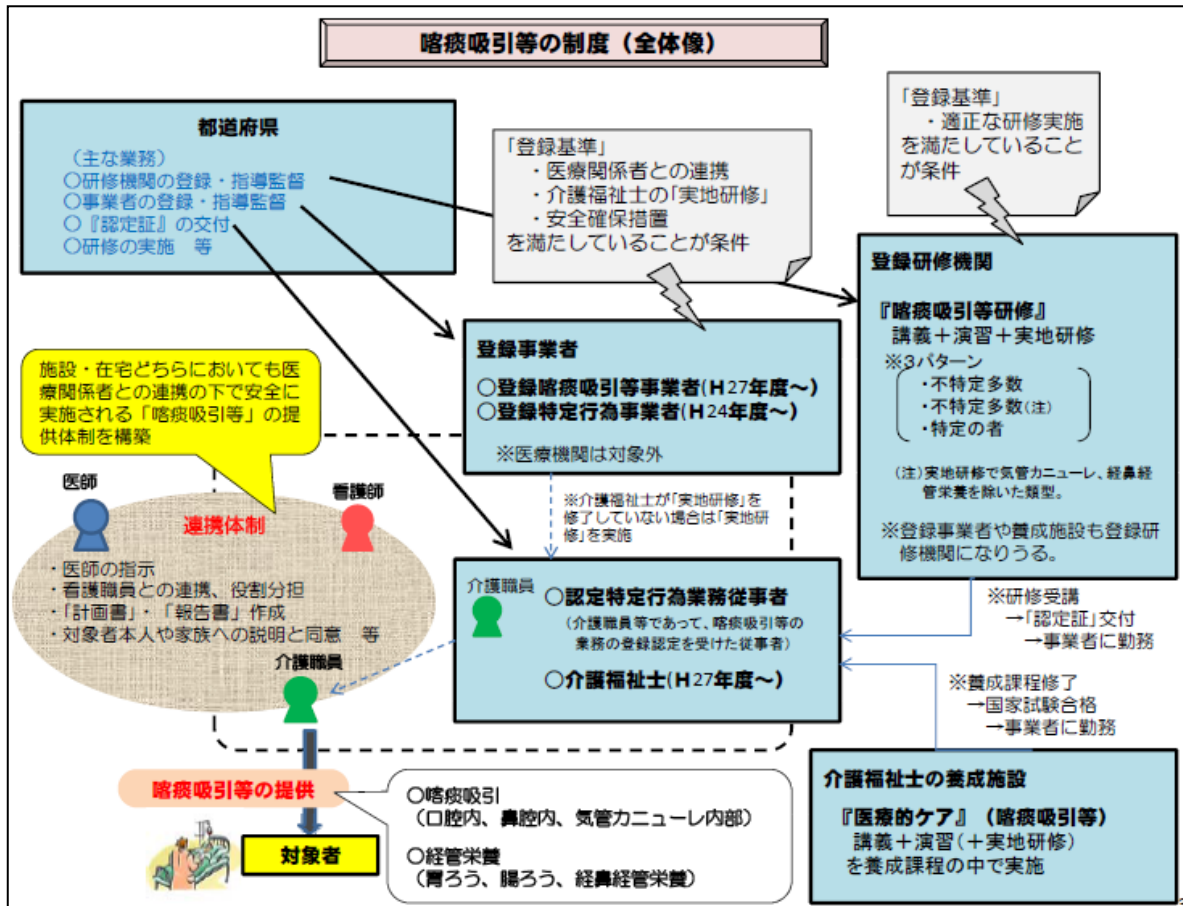 喀痰吸引等の制度（全体像）
都道府県
（主な業務）
○研修機関の登録・指導監督
○事業者の登録・指導監督
○『認定証』の交付
○研修の実施　等
「登録基準」
・医療関係者との連携
・介護福祉士の「実地研修」
・安全確保措置
を満たしていることが条件
「登録基準」
・適正な研修実施
を満たしていること
が条件
登録研修機関
『喀痰吸引等研修』
講義＋演習＋実地研修
※３パターン
・不特定多数
・不特定多数（注）
・特定の者
（注）実地研修で気管カニューレ、経鼻経
管栄養を除いた類型。
※登録事業者や養成施設も登録研
修機関になりうる。
登録事業者
○登録喀痰吸引等事業者(Ｈ27年度～)
○登録特定行為事業者(Ｈ24年度～)
※医療機関は対象外
施設・在宅どちらにおいても医
療関係者との連携の下で安全に
実施される「喀痰吸引等」の提
供体制を構築
医師
看護師
連携体制
・医師の指示
・看護職員との連携、役割分担
・「計画書」・「報告書」作成
・対象者本人や家族への説明と同意　等
介護職員
※介護福祉士が「実地研修」を
修了していない場合は「実地研
修」を実施
介護職員
○認定特定行為業務従事者
（介護職員等であって、喀痰吸引等の
業務の登録認定を受けた従事者）
○介護福祉士(Ｈ27年度～)
※研修受講
→「認定証」交付
→事業者に勤務
※養成課程修了
→国家試験合格
→事業者に勤務
介護福祉士の養成施設
『医療的ケア』（喀痰吸引等）
講義＋演習（＋実地研修）
を養成課程の中で実施
喀痰吸引等の提供
対象者
○喀痰吸引
（口腔内、鼻腔内、気管カニューレ内部）
○経管栄養
（胃ろう、腸ろう、経鼻経管栄養）